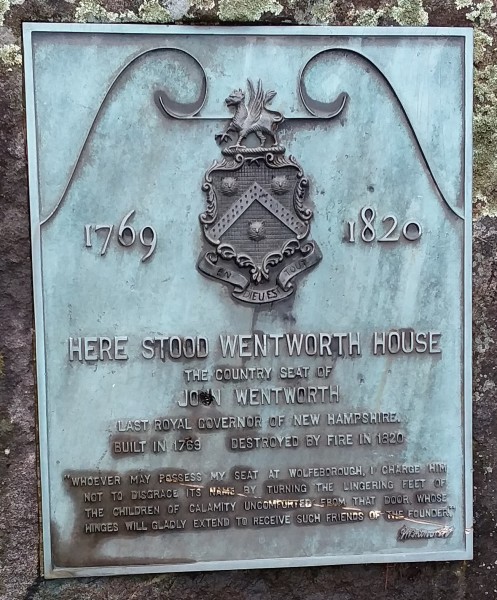 1769
1820
EN DIEU EST TOUT
HERE STOOD WENTWORTH HOUSE
THE COUNTRY SEAT OF
JOHN WENTWORTH
LAST ROYAL GOVERNOR OF NEW HAMPSHIRE.
BUILT IN 1769 DESTROYED BY FIRE IN 1820
"WHOEVER MAY POSSESS MY SEAT AT WOLFEBOROUGH, I CHARGE HIM
NOT TO DISGRACE ITS NAME BY TURNING THE LINGERING FEET OF
THE CHILDREN OF CALAMITY UNCOMFORTED FROM THAT DOOR WHOSE
HINGES WILL GLADLY EXTEND TO RECEIVE SUCH FRIENDS OF THE FOUNDER"